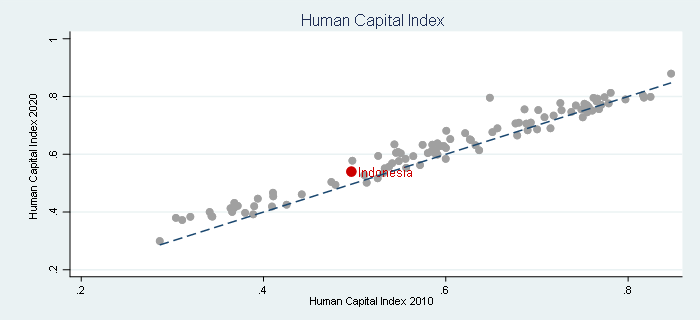 Human Capital Index
Human Capital Index 2020
1
.8
.6
.4
.2
Indonesia
.2 .4 .6 .8
Human Capital Index 2010